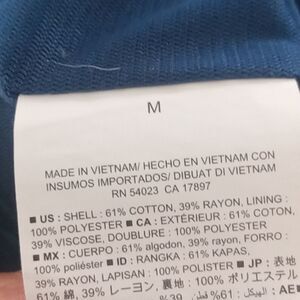 M
MADE IN VIETNAM/ HECHO EN VIETNAM CON
INSUMOS IMPORTADOS/ DIBUAT DI VIETNAM
RN 54023 CA 17897
■ US : SHELL : 61% COTTON, 39% RAYON, LINING :
100% POLYESTER ■ CA : EXTÉRIEUR : 61% COTON,
39% VISCOSE, DOUBLURE : 100% POLYESTER
■ MX : CUERPO : 61% algodón, 39% rayon, FORRO :
100% poliéster ■ ID : RANGKA : 61% KAPAS,
39% RAYON, LAPISAN : 100% POLISTER ■ JP : 表地
61% 綿, 39% レーヨン, 裏地 : 100% ポリエステル
■ AE